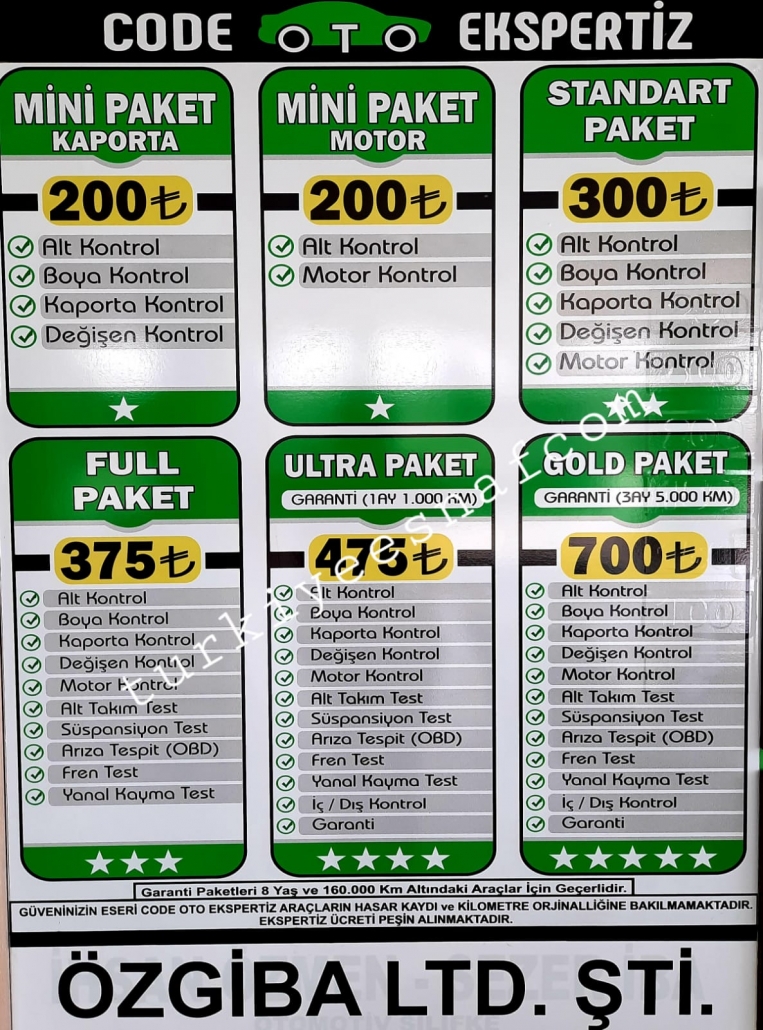 CODE OTO EKSPERTİZ
MİNİ PAKET
KAPORTA
200₺
Alt Kontrol
Boya Kontrol
Kaporta Kontrol
Değişen Kontrol
MİNİ PAKET
MOTOR
200₺
Alt Kontrol
Motor Kontrol
STANDART
PAKET
300₺
Alt Kontrol
Boya Kontrol
Kaporta Kontrol
Değişen Kontrol
Motor Kontrol
FULL
PAKET
375₺
Alt Kontrol
Boya Kontrol
Kaporta Kontrol
Değişen Kontrol
Motor Kontrol
Alt Takım Test
Süspansiyon Test
Arıza Tespit (OBD)
Fren Test
Yanal Kayma Test
ULTRA PAKET
GARANTİ (1AY 1.000 KM)
475₺
Alt Kontrol
Boya Kontrol
Kaporta Kontrol
Değişen Kontrol
Motor Kontrol
Alt Takım Test
Süspansiyon Test
Arıza Tespit (OBD)
Fren Test
Yanal Kayma Test
İç / Dış Kontrol
Garanti
GOLD PAKET
GARANTİ (3AY 5.000 KM)
700₺
Alt Kontrol
Boya Kontrol
Kaporta Kontrol
Değişen Kontrol
Motor Kontrol
Alt Takım Test
Süspansiyon Test
Arıza Tespit (OBD)
Fren Test
Yanal Kayma Test
İç / Dış Kontrol
Garanti
turkiyeesnafcom
Garanti Paketleri 8 Yaş ve 160.000 Km Altındaki Araçlar İçin Geçerlidir.
GÜVENİNİZİN ESERİ CODE OTO EKSPERTİZ ARAÇLARIN HASAR KAYDI ve KİLOMETRE ORJİNALLİĞİNE BAKILMAMAKTADIR.
EKSPERTİZ ÜCRETİ PEŞİN ALINMAKTADIR.
ÖZGİBA LTD. ŞTİ.
OTOMOTİV SİLİFKE